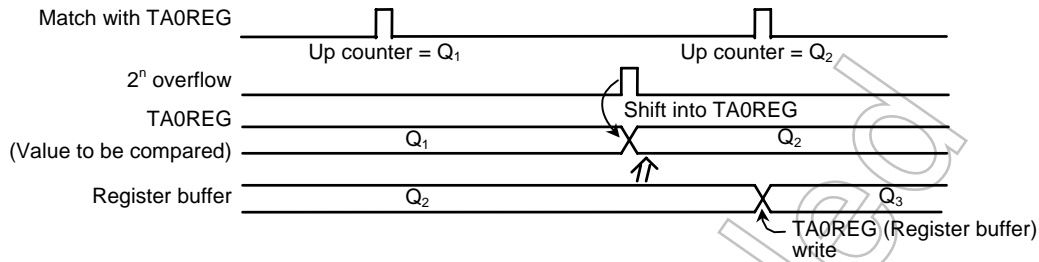 Match with TA0REG
Up counter = Q1
Up counter = Q2
2n overflow
Shift into TA0REG
TA0REG
(Value to be compared)
Q1
Q2
Register buffer
Q2
Q3
TA0REG (Register buffer)
write